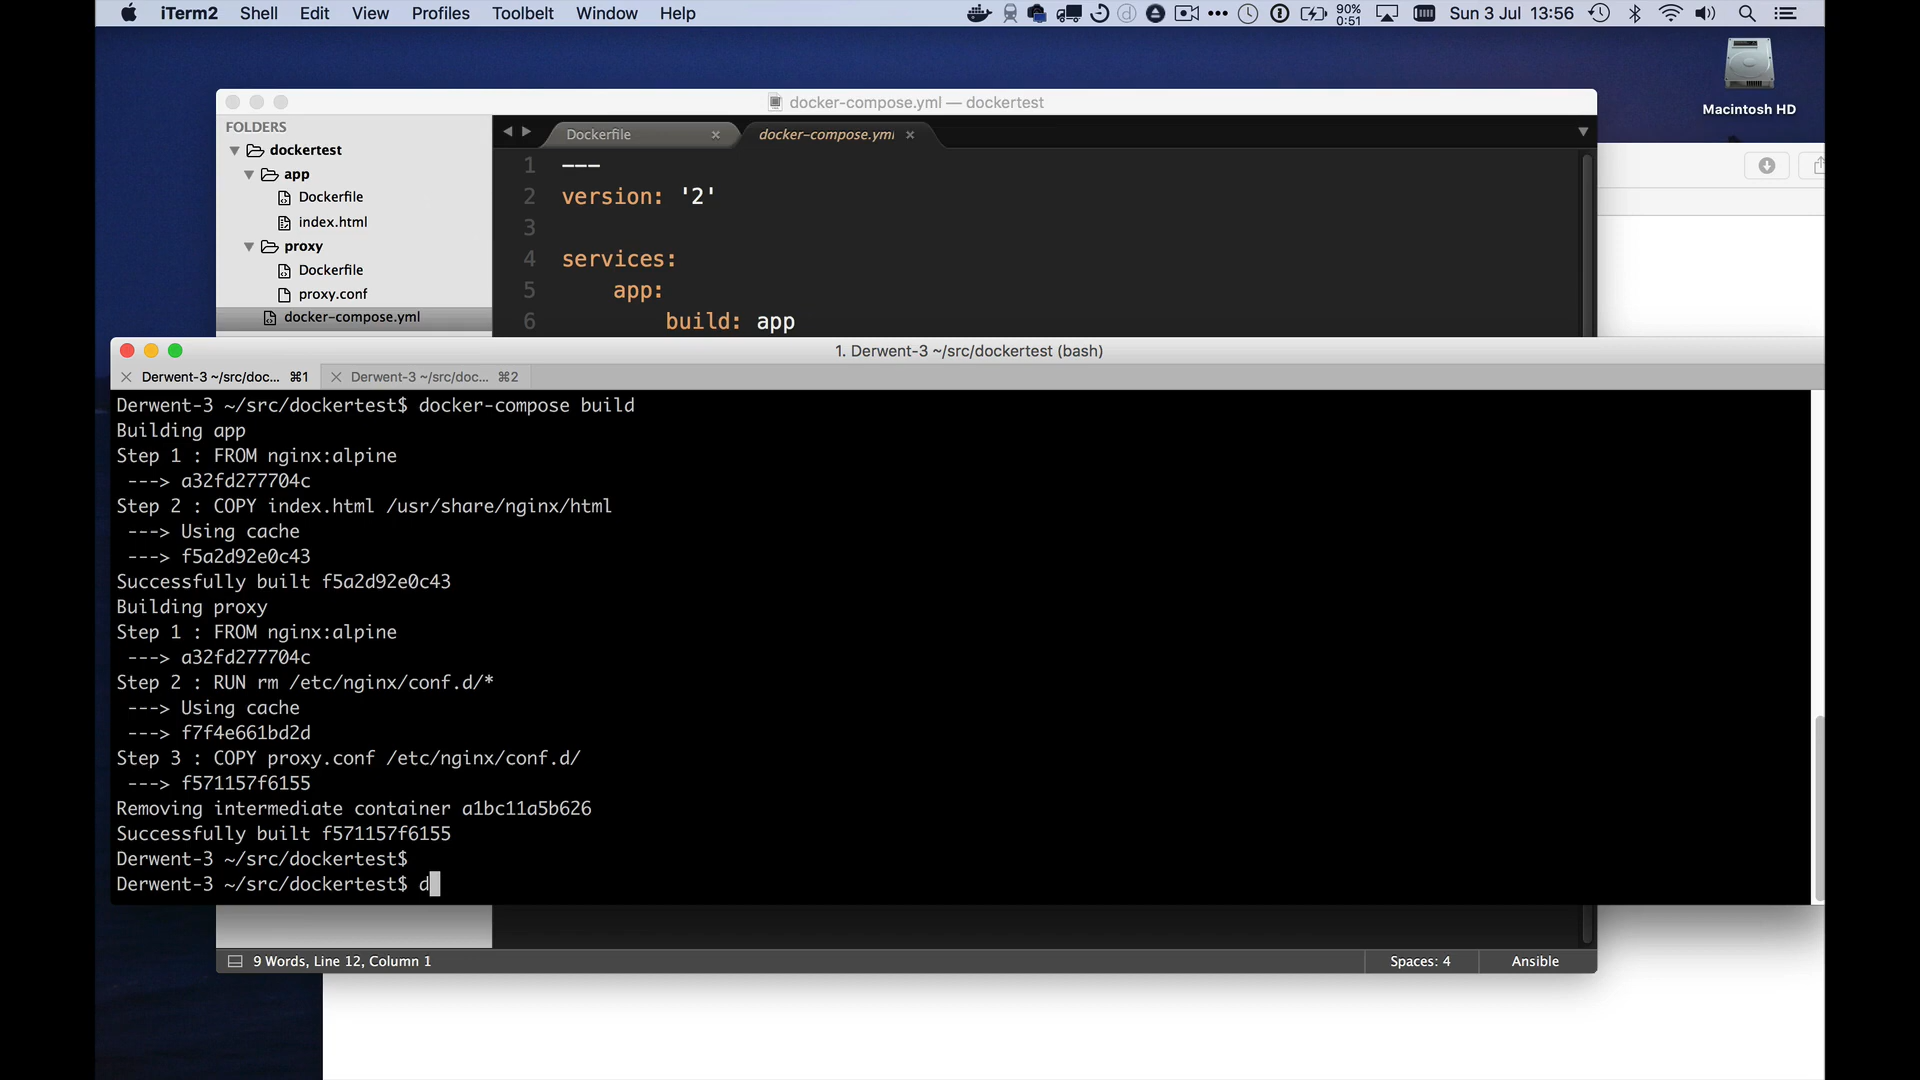 iTerm2 Shell Edit View Profiles Toolbelt Window Help 90% 0:51 Sun 3 Jul 13:56
Macintosh HD
docker-compose.yml — dockertest
FOLDERS
dockertest
app
Dockerfile
index.html
proxy
Dockerfile
proxy.conf
docker-compose.yml
Dockerfile × docker-compose.yml ×
1 ---
2 version: '2'
3
4 services:
5 app:
6 build: app
1. Derwent-3 ~/src/dockertest (bash)
Derwent-3 ~/src/doc... ⌘1 Derwent-3 ~/src/doc... ⌘2
Derwent-3 ~/src/dockertest$ docker-compose build
Building app
Step 1 : FROM nginx:alpine
---> a32fd277704c
Step 2 : COPY index.html /usr/share/nginx/html
---> Using cache
---> f5a2d92e0c43
Successfully built f5a2d92e0c43
Building proxy
Step 1 : FROM nginx:alpine
---> a32fd277704c
Step 2 : RUN rm /etc/nginx/conf.d/*
---> Using cache
---> f7f4e661bd2d
Step 3 : COPY proxy.conf /etc/nginx/conf.d/
---> f571157f6155
Removing intermediate container a1bc11a5b626
Successfully built f571157f6155
Derwent-3 ~/src/dockertest$
Derwent-3 ~/src/dockertest$ d
9 Words, Line 12, Column 1 Spaces: 4 Ansible